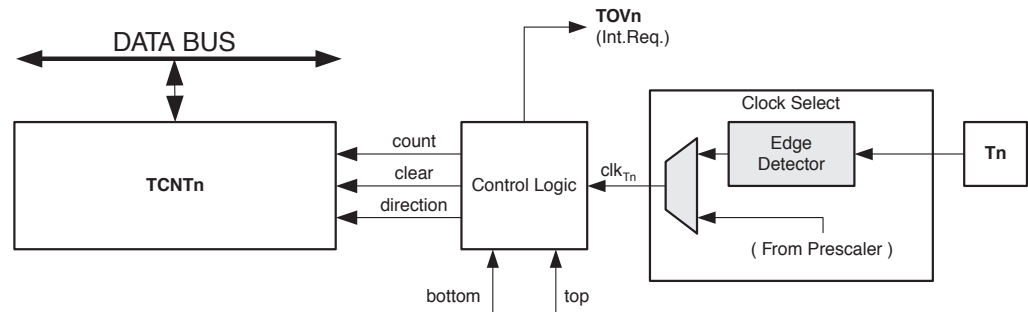 TOVn
(Int.Req.)
DATA BUS
Clock Select
count
Edge
Detector
Tn
TCNTn
clear
Control Logic
clkTn
direction
( From Prescaler )
bottom
top